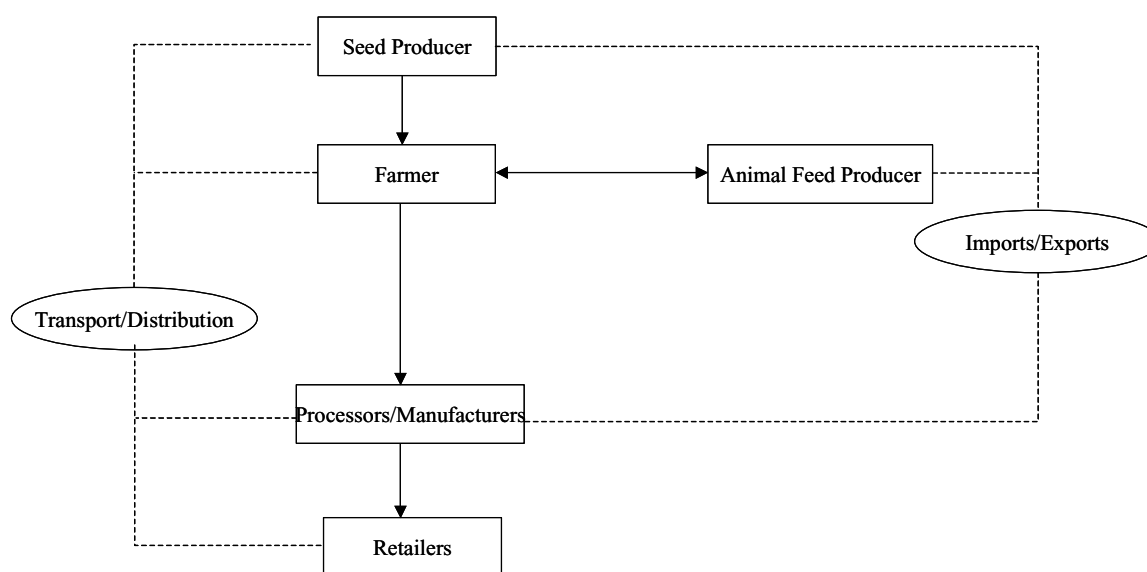 Seed Producer
Farmer
Animal Feed Producer
Imports/Exports
Transport/Distribution
Processors/Manufacturers
Retailers